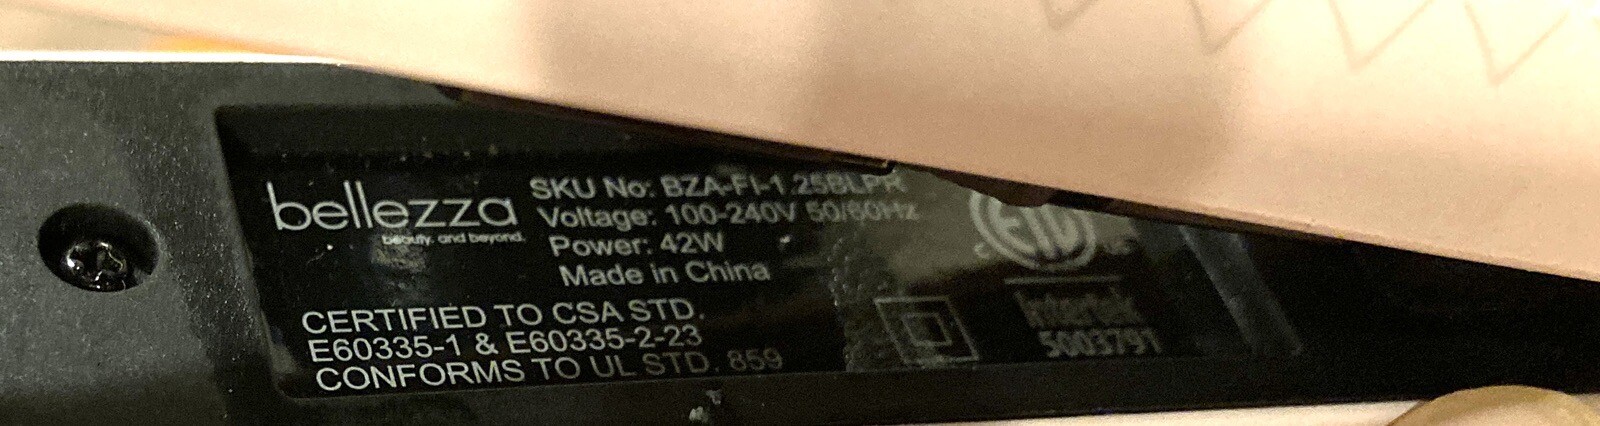 bellezza
beauty. and beyond.
SKU No: BZA-FI-1.25BLPR
Voltage: 100-240V 50/60Hz
Power: 42W
Made in China
CERTIFIED TO CSA STD.
E60335-1 & E60335-2-23
CONFORMS TO UL STD. 859
ETL
Intertek
5003791